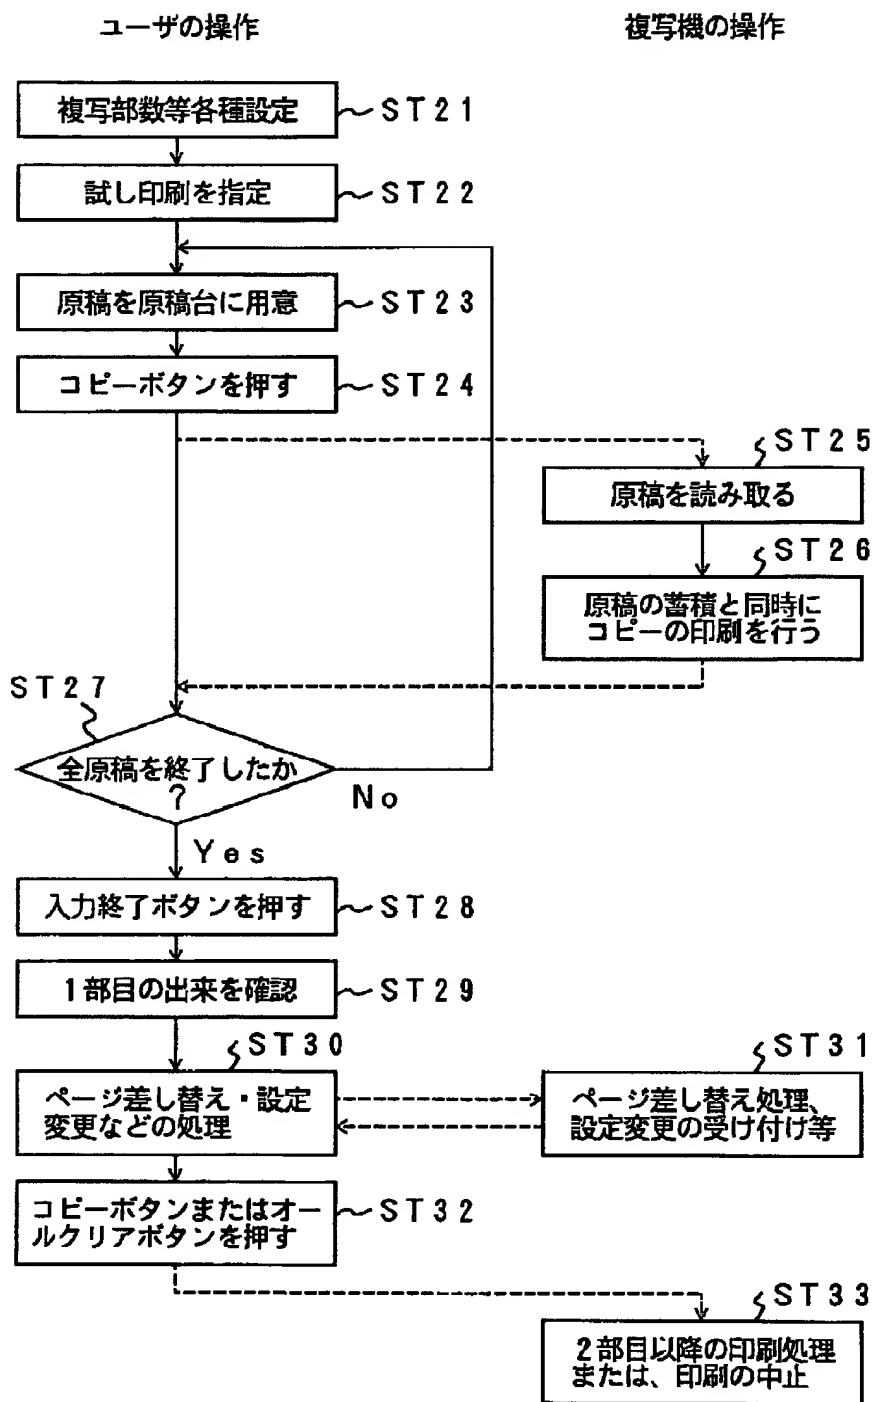 ユーザの操作
複写機の操作
複写部数等各種設定
ST21
試し印刷を指定
ST22
原稿を原稿台に用意
ST23
コピーボタンを押す
ST24
ST25
原稿を読み取る
ST26
原稿の蓄積と同時に
コピーの印刷を行う
ST27
全原稿を終了したか
?
No
Yes
入力終了ボタンを押す
ST28
1部目の出来を確認
ST29
ST30
ページ差し替え・設定
変更などの処理
ST31
ページ差し替え処理、
設定変更の受け付け等
コピーボタンまたはオー
ルクリアボタンを押す
ST32
ST33
2部目以降の印刷処理
または、印刷の中止